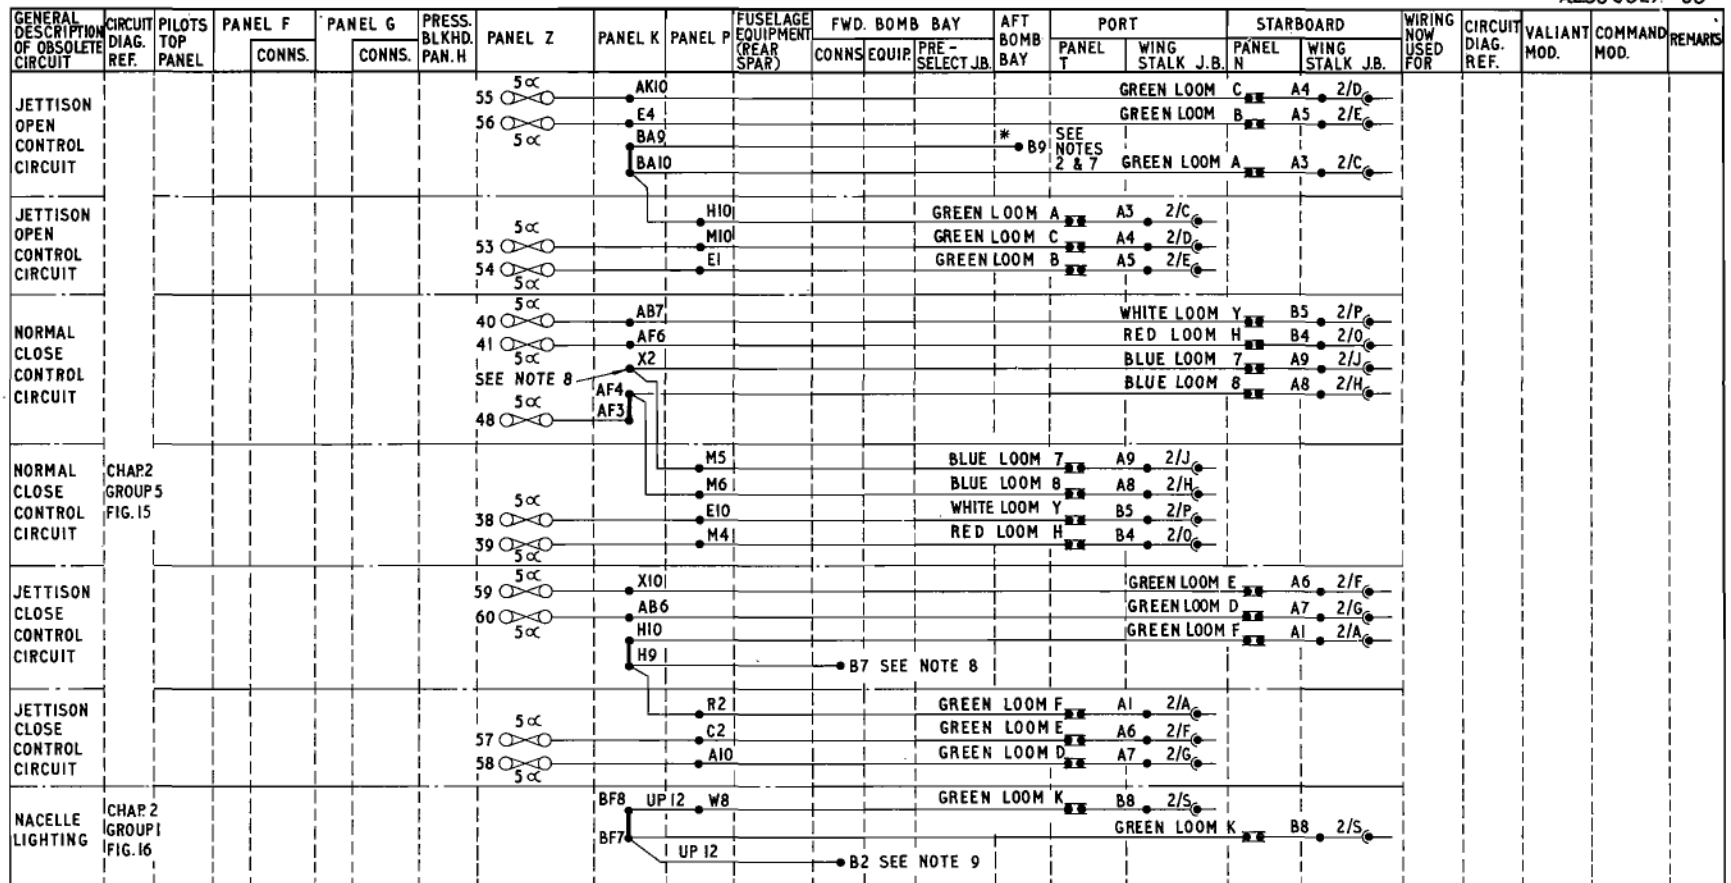 GENERAL DESCRIPTION OF OBSOLETE CIRCUIT
CIRCUIT DIAG. REF.
PILOTS TOP PANEL
PANEL F
CONNS.
PANEL G
CONNS.
PRESS. BLKHD. PAN. H
PANEL Z
PANEL K
PANEL P
FUSELAGE EQUIPMENT (REAR SPAR)
FWD. BOMB BAY
CONNS EQUIP. PRE-SELECT J.B.
AFT BOMB BAY
PORT
PANEL T
WING STALK J.B.
STARBOARD
PANEL N
WING STALK J.B.
WIRING NOW USED FOR
CIRCUIT DIAG. REF.
VALIANT MOD.
COMMAND MOD.
REMARKS
JETTISON
OPEN
CONTROL
CIRCUIT
55 5∝ AK10 GREEN LOOM C A4 2/D
56 5∝ E4 GREEN LOOM B A5 2/E
BA9 * B9 SEE NOTES 2 & 7
BA10 GREEN LOOM A A3 2/C
JETTISON
OPEN
CONTROL
CIRCUIT
H10 GREEN LOOM A A3 2/C
53 5∝ M10 GREEN LOOM C A4 2/D
54 5∝ E1 GREEN LOOM B A5 2/E
NORMAL
CLOSE
CONTROL
CIRCUIT
40 5∝ AB7 WHITE LOOM Y B5 2/P
41 5∝ AF6 RED LOOM H B4 2/O
X2 BLUE LOOM 7 A9 2/J
SEE NOTE 8
AF4 BLUE LOOM 8 A8 2/H
48 5∝ AF3
NORMAL
CLOSE
CONTROL
CIRCUIT
CHAP.2
GROUP 5
FIG. 15
M5 BLUE LOOM 7 A9 2/J
M6 BLUE LOOM 8 A8 2/H
38 5∝ E10 WHITE LOOM Y B5 2/P
39 5∝ M4 RED LOOM H B4 2/O
JETTISON
CLOSE
CONTROL
CIRCUIT
59 5∝ X10 GREEN LOOM E A6 2/F
60 5∝ AB6 GREEN LOOM D A7 2/G
H10 GREEN LOOM F A1 2/A
H9 B7 SEE NOTE 8
JETTISON
CLOSE
CONTROL
CIRCUIT
R2 GREEN LOOM F A1 2/A
57 5∝ C2 GREEN LOOM E A6 2/F
58 5∝ A10 GREEN LOOM D A7 2/G
NACELLE
LIGHTING
CHAP. 2
GROUP 1
FIG. 16
BF8 UP 12 W8 GREEN LOOM K B8 2/S
BF7 GREEN LOOM K B8 2/S
UP 12 B2 SEE NOTE 9